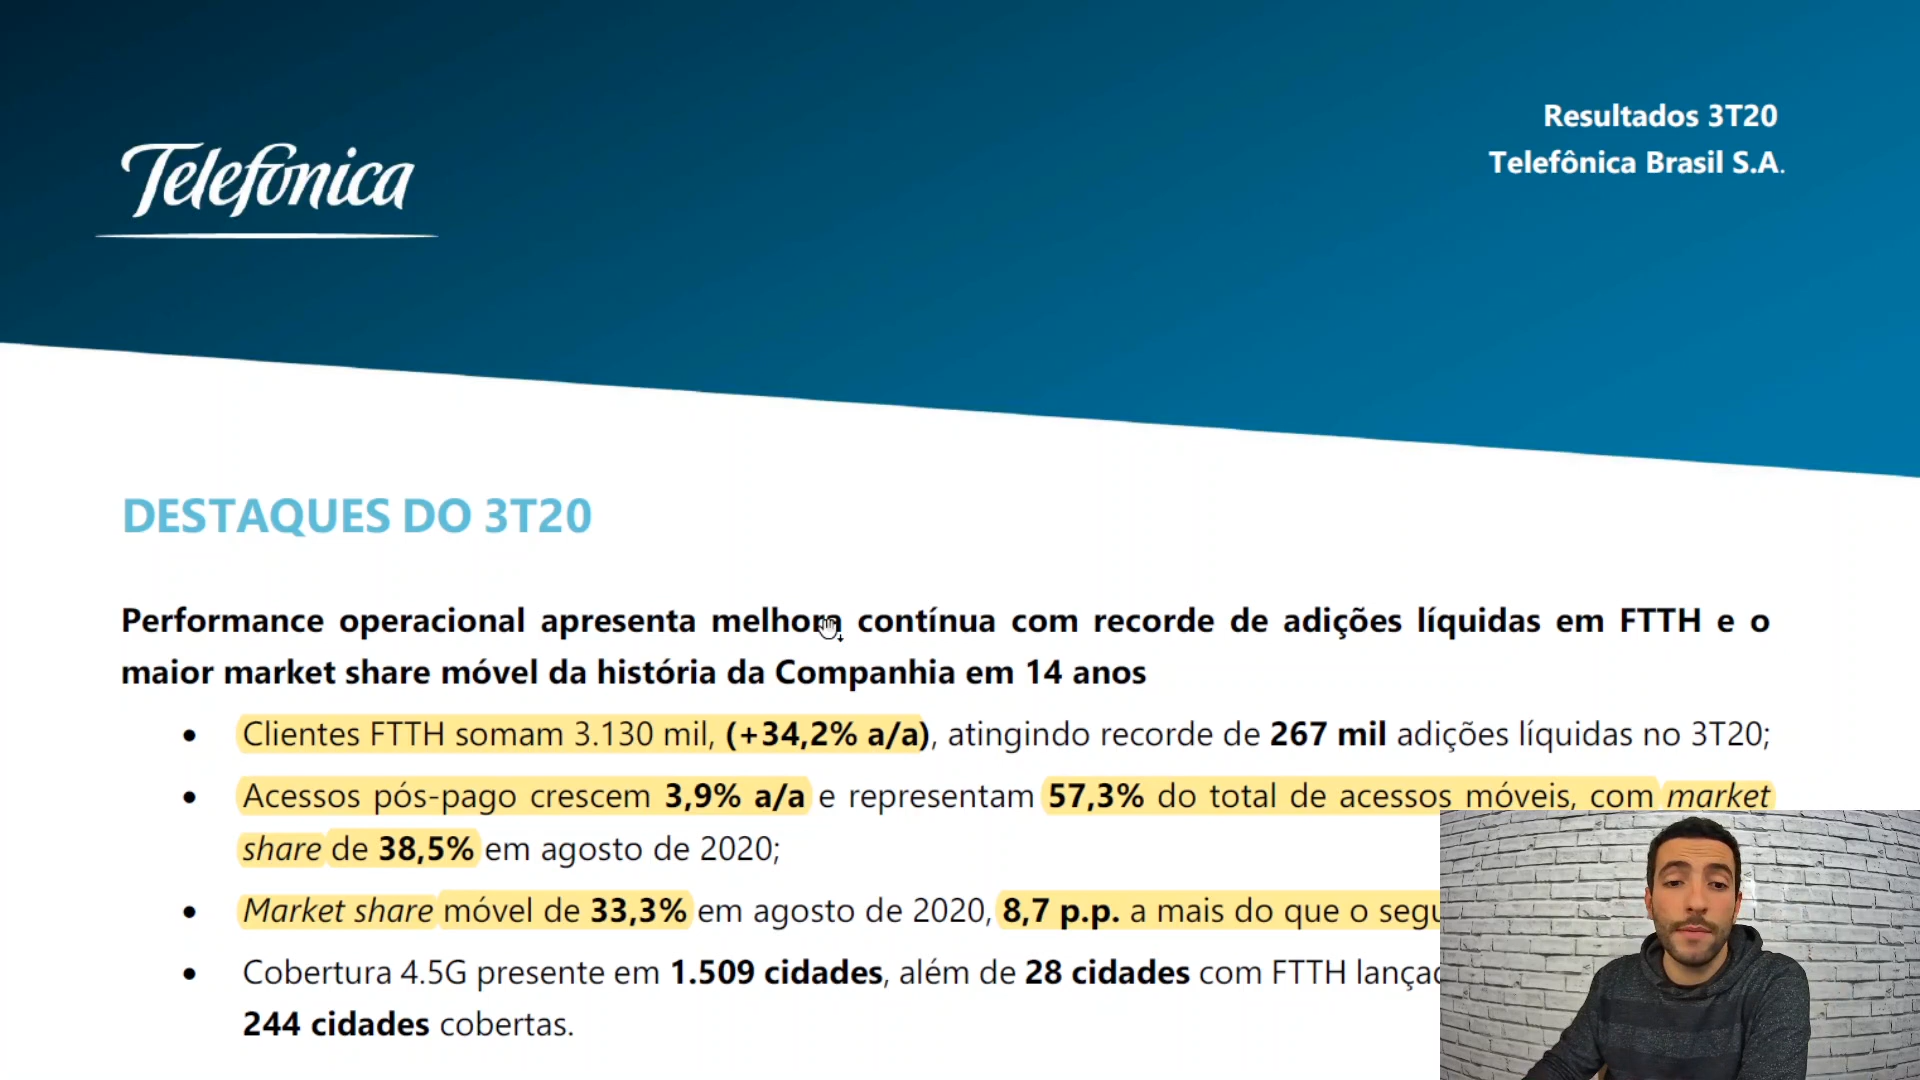 Telefónica
Resultados 3T20
Telefônica Brasil S.A.
DESTAQUES DO 3T20
Performance operacional apresenta melhora contínua com recorde de adições líquidas em FTTH e o
maior market share móvel da história da Companhia em 14 anos
• Clientes FTTH somam 3.130 mil, (+34,2% a/a), atingindo recorde de 267 mil adições líquidas no 3T20;
• Acessos pós-pago crescem 3,9% a/a e representam 57,3% do total de acessos móveis, com market
share de 38,5% em agosto de 2020;
• Market share móvel de 33,3% em agosto de 2020, 8,7 p.p. a mais do que o
• Cobertura 4.5G presente em 1.509 cidades, além de 28 cidades com FTTH
244 cidades cobertas.